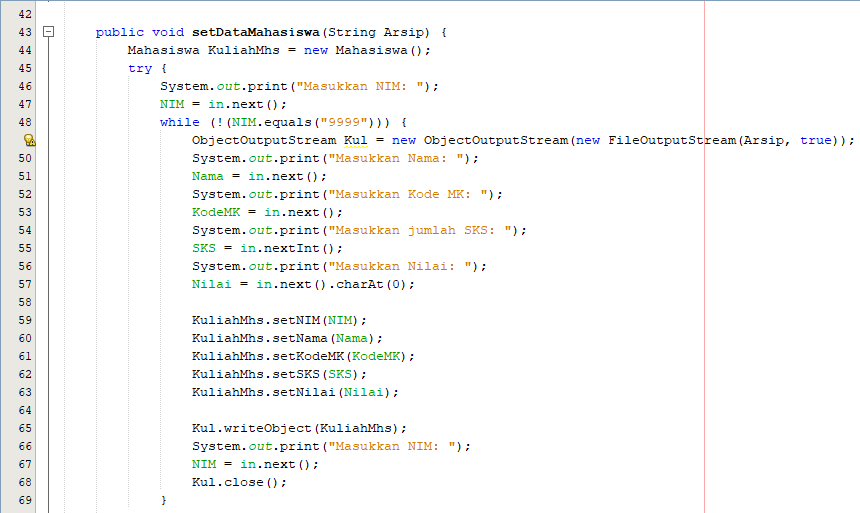 42
43 public void setDataMahasiswa(String Arsip) {
44 Mahasiswa KuliahMhs = new Mahasiswa();
45 try {
46 System.out.print("Masukkan NIM: ");
47 NIM = in.next();
48 while (!(NIM.equals("9999"))) {
ObjectOutputStream Kul = new ObjectOutputStream(new FileOutputStream(Arsip, true));
50 System.out.print("Masukkan Nama: ");
51 Nama = in.next();
52 System.out.print("Masukkan Kode MK: ");
53 KodeMK = in.next();
54 System.out.print("Masukkan jumlah SKS: ");
55 SKS = in.nextInt();
56 System.out.print("Masukkan Nilai: ");
57 Nilai = in.next().charAt(0);
58
59 KuliahMhs.setNIM(NIM);
60 KuliahMhs.setNama(Nama);
61 KuliahMhs.setKodeMK(KodeMK);
62 KuliahMhs.setSKS(SKS);
63 KuliahMhs.setNilai(Nilai);
64
65 Kul.writeObject(KuliahMhs);
66 System.out.print("Masukkan NIM: ");
67 NIM = in.next();
68 Kul.close();
69 }